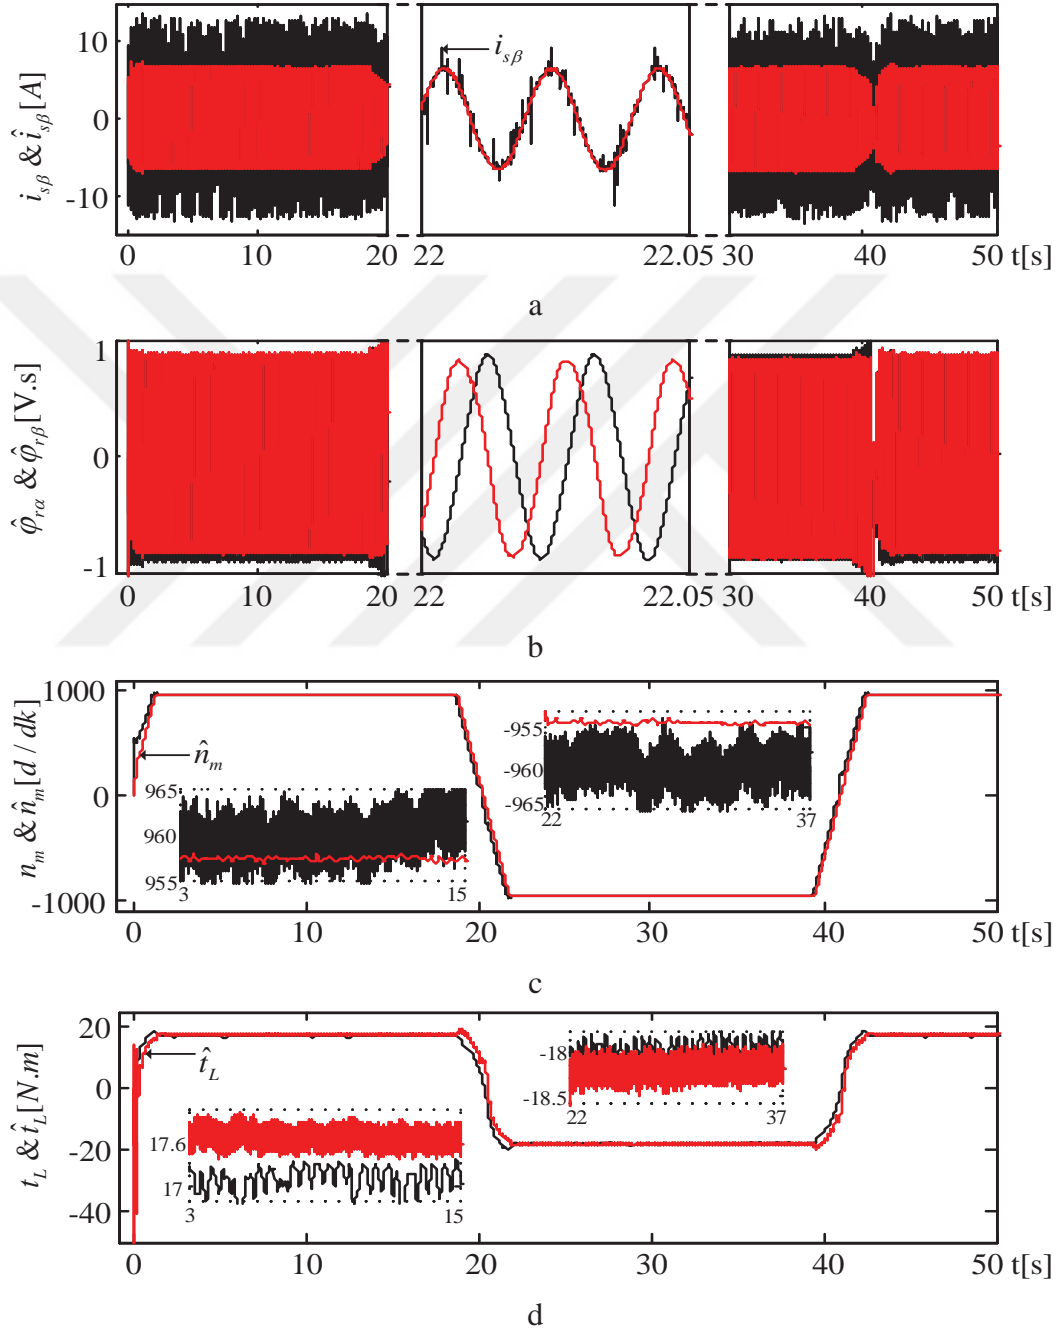 i_sβ & î_sβ [A]
10
0
-10
i_sβ
0 10 20 22 22.05 30 40 50 t[s]
a
φ̂_rα & φ̂_rβ [V.s]
1
0
-1
0 10 20 22 22.05 30 40 50 t[s]
b
n_m & n̂_m [d / dk]
1000
0
-1000
n̂_m
965
960
955
3 15
-955
-960
-965
22 37
0 10 20 30 40 50 t[s]
c
t_L & t̂_L [N.m]
20
0
-20
-40
t̂_L
17.6
17
3 15
-18
-18.5
22 37
0 10 20 30 40 50 t[s]
d